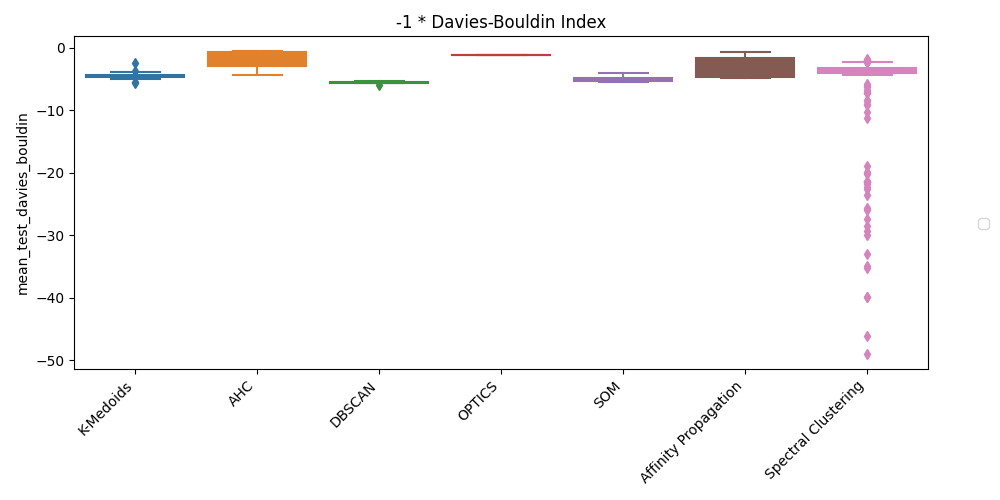 -1 * Davies-Bouldin Index
mean_test_davies_bouldin
0
−10
−20
−30
−40
−50
K-Medoids
AHC
DBSCAN
OPTICS
SOM
Affinity Propagation
Spectral Clustering